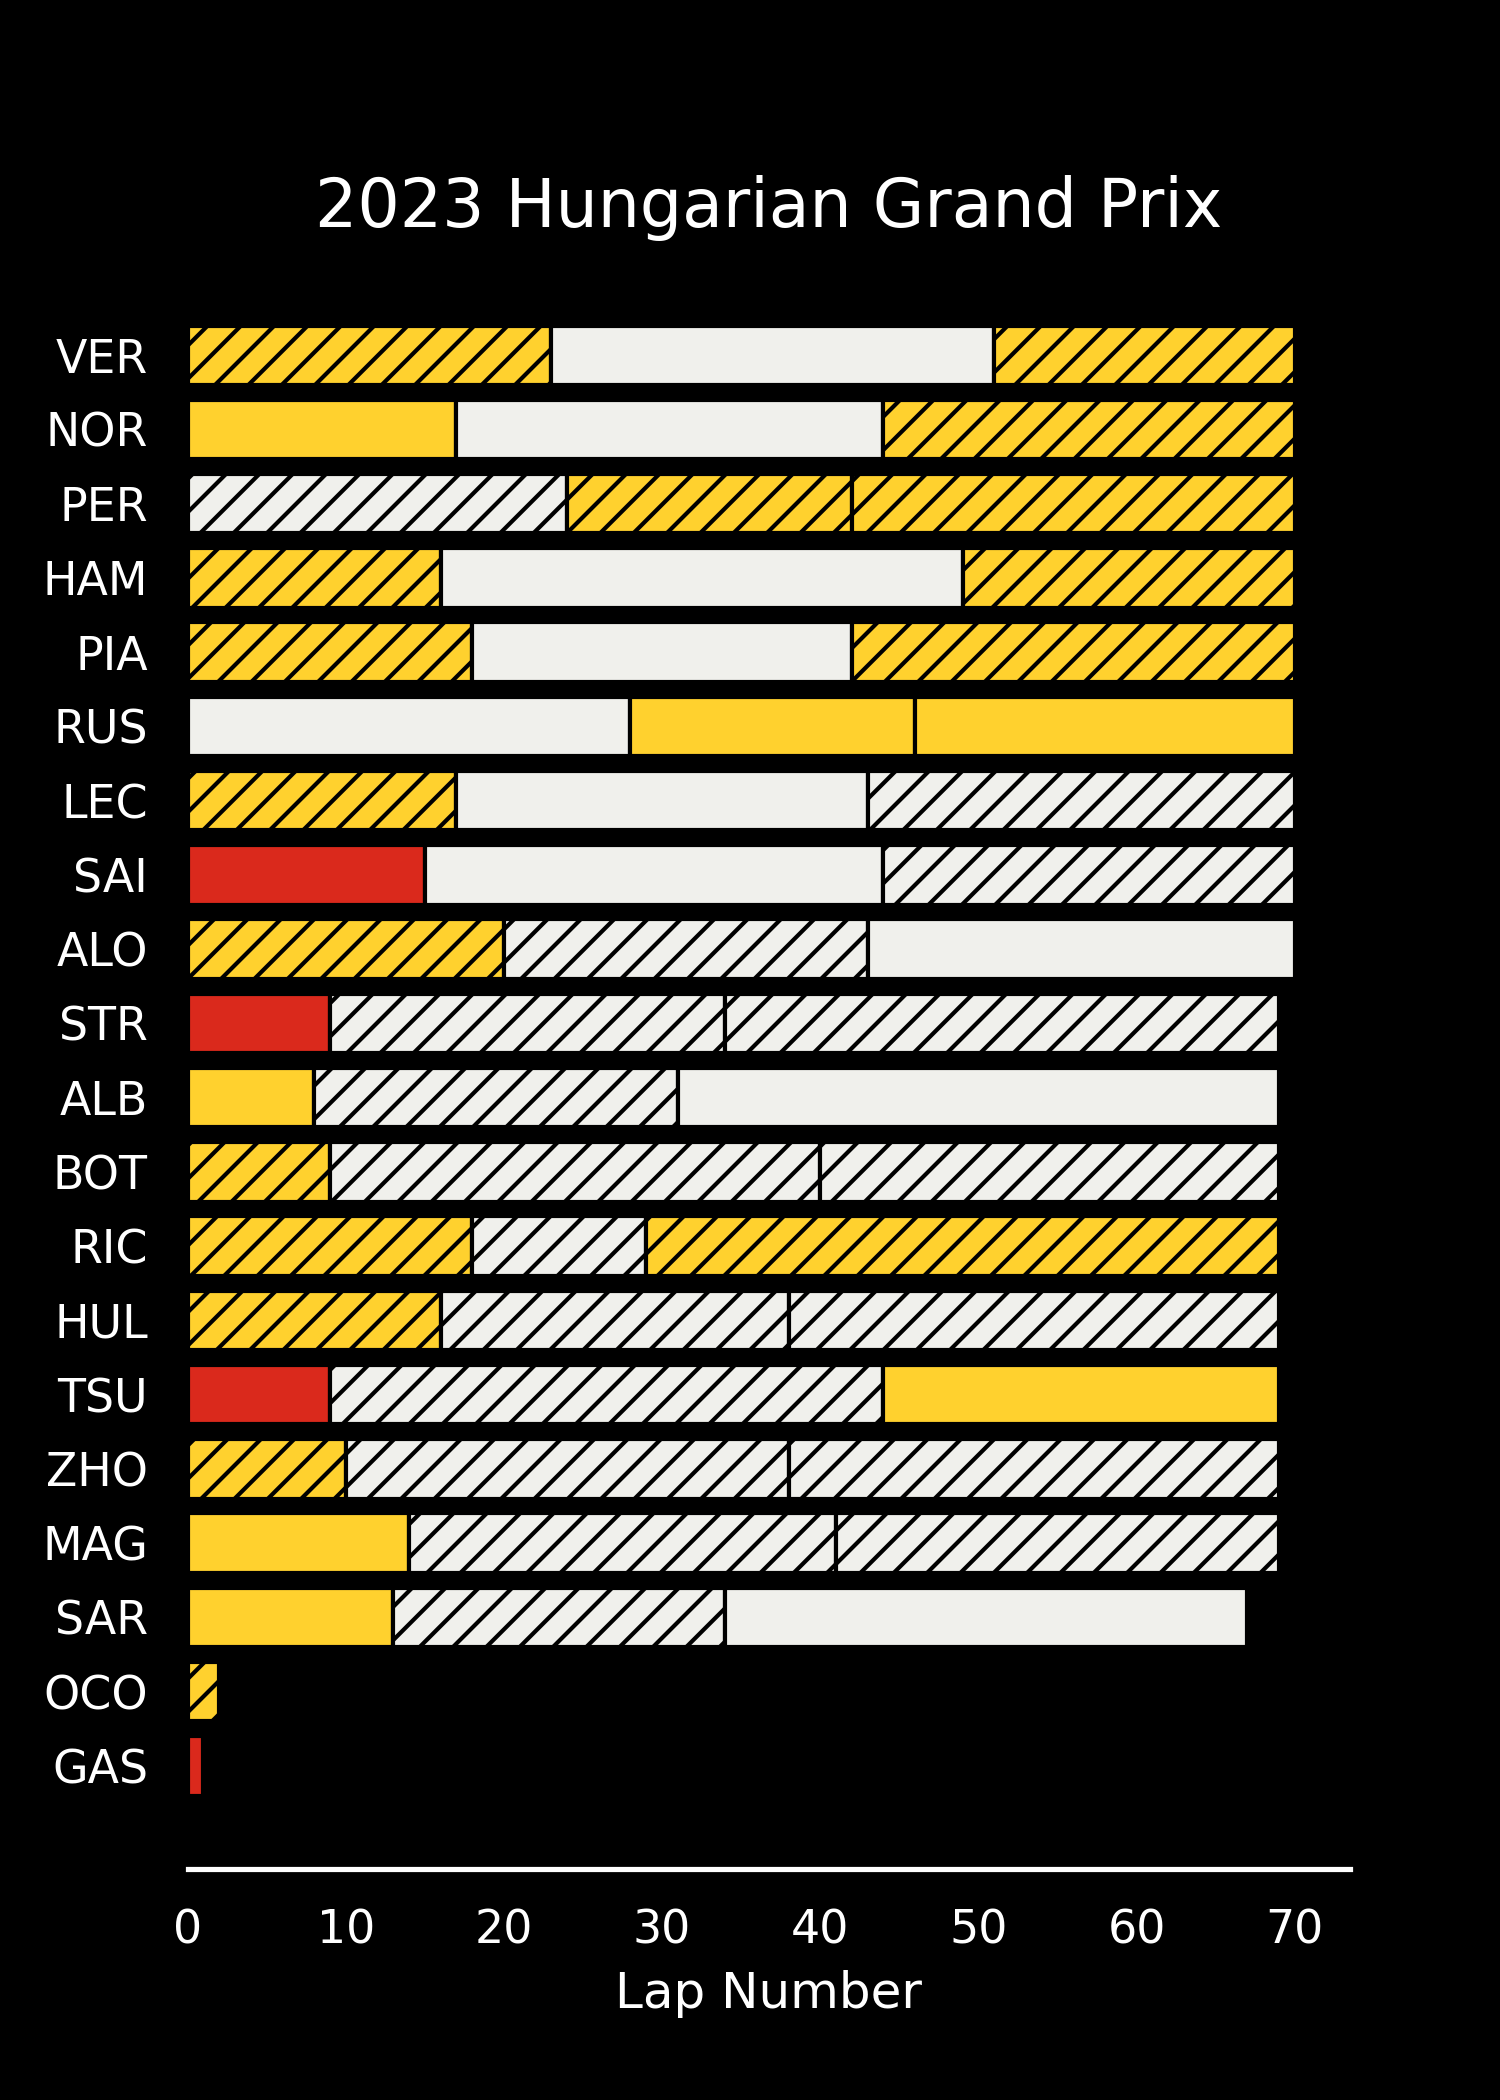 2023 Hungarian Grand Prix
VER
NOR
PER
HAM
PIA
RUS
LEC
SAI
ALO
STR
ALB
BOT
RIC
HUL
TSU
ZHO
MAG
SAR
OCO
GAS
0 10 20 30 40 50 60 70
Lap Number